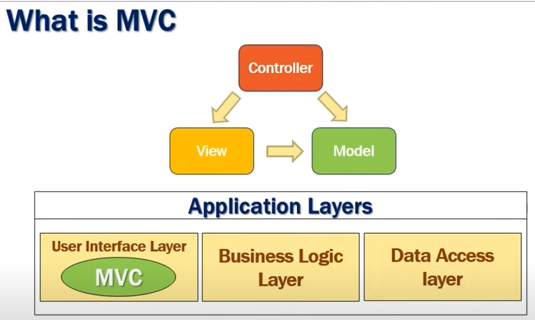 What is MVC
Controller
View
Model
Application Layers
User Interface Layer
MVC
Business Logic
Layer
Data Access
layer